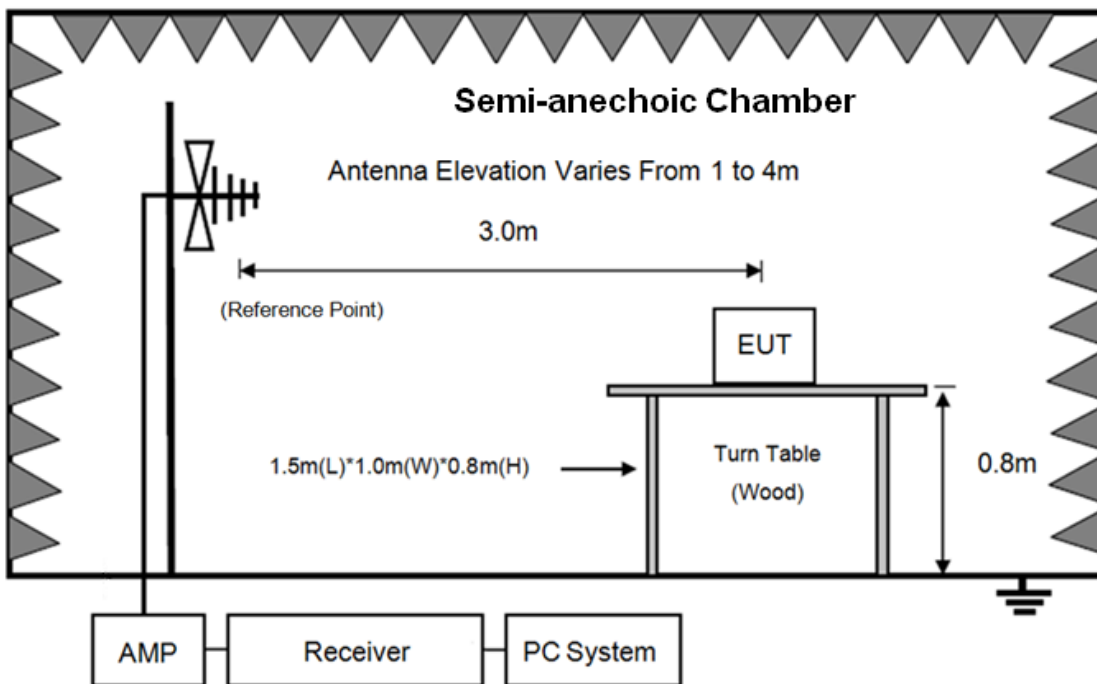 Semi-anechoic Chamber
Antenna Elevation Varies From 1 to 4m
3.0m
(Reference Point)
EUT
1.5m(L)*1.0m(W)*0.8m(H)
Turn Table
(Wood)
0.8m
AMP
Receiver
PC System